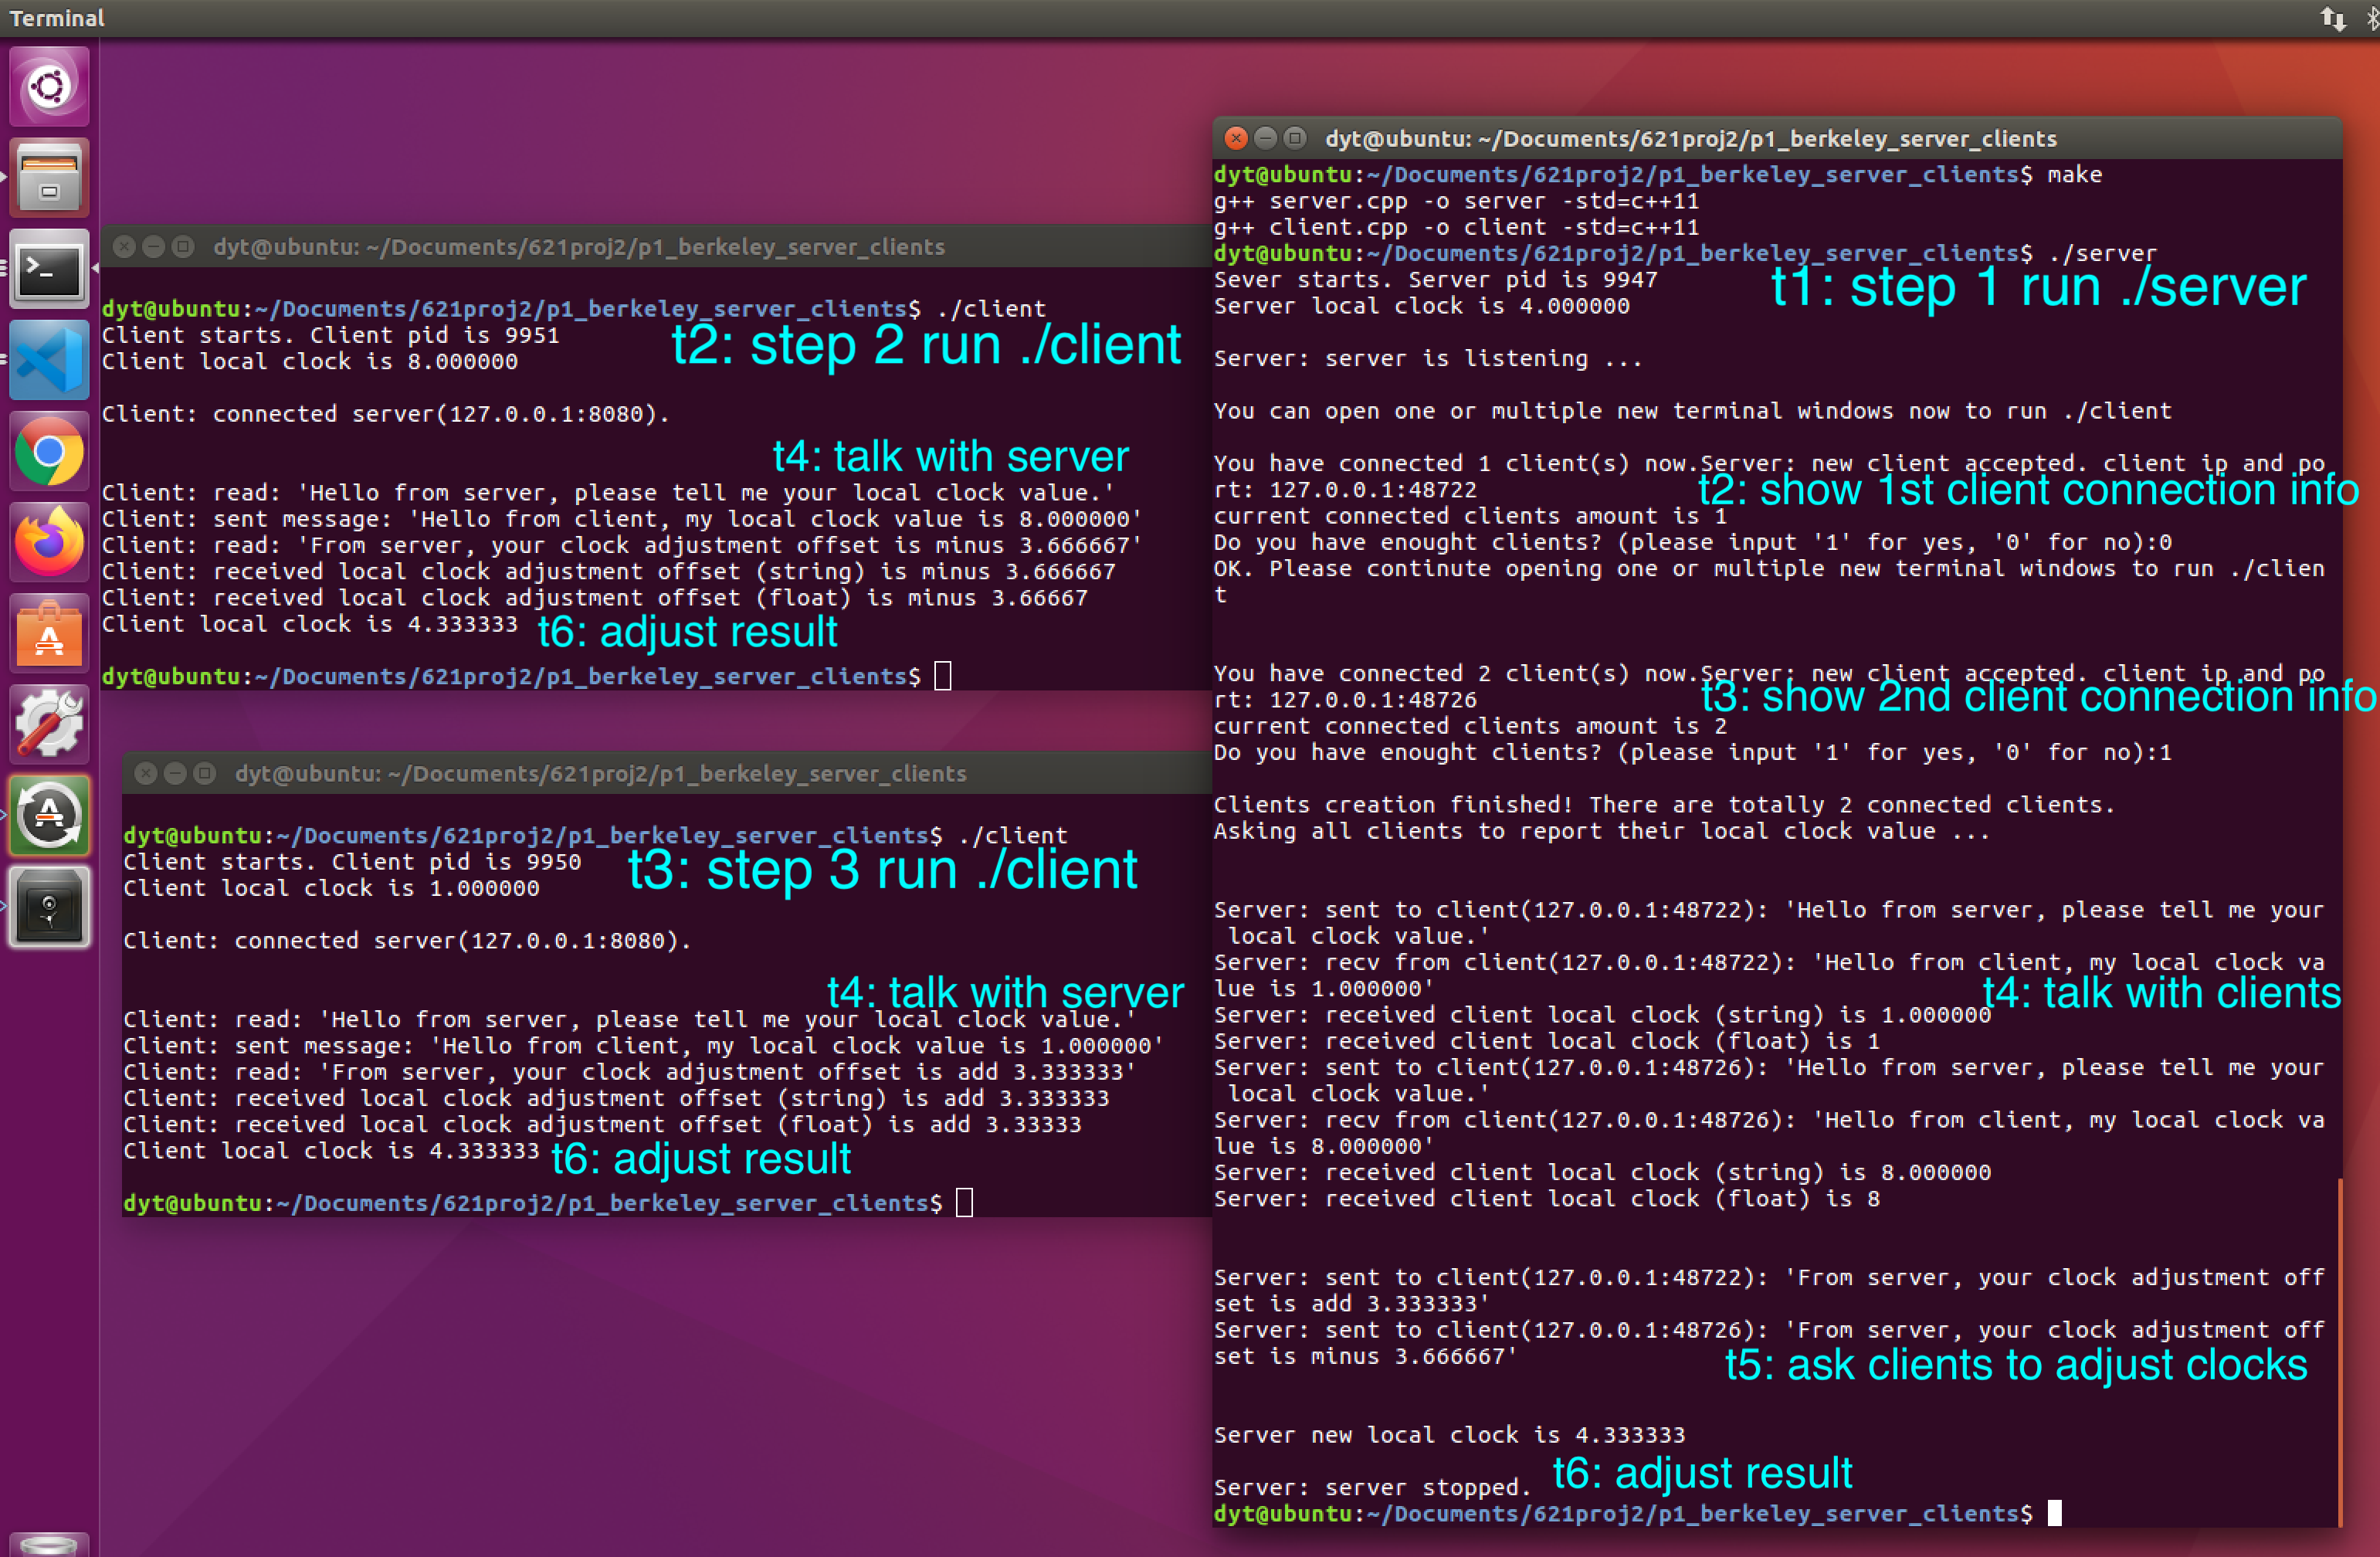 Terminal
dyt@ubuntu: ~/Documents/621proj2/p1_berkeley_server_clients
dyt@ubuntu:~/Documents/621proj2/p1_berkeley_server_clients$ ./client
Client starts. Client pid is 9951
t2: step 2 run ./client
Client local clock is 8.000000
Client: connected server(127.0.0.1:8080).
t4: talk with server
Client: read: 'Hello from server, please tell me your local clock value.'
Client: sent message: 'Hello from client, my local clock value is 8.000000'
Client: read: 'From server, your clock adjustment offset is minus 3.666667'
Client: received local clock adjustment offset (string) is minus 3.666667
Client: received local clock adjustment offset (float) is minus 3.66667
Client local clock is 4.333333
t6: adjust result
dyt@ubuntu:~/Documents/621proj2/p1_berkeley_server_clients$
dyt@ubuntu: ~/Documents/621proj2/p1_berkeley_server_clients
dyt@ubuntu:~/Documents/621proj2/p1_berkeley_server_clients$ ./client
Client starts. Client pid is 9950
t3: step 3 run ./client
Client local clock is 1.000000
Client: connected server(127.0.0.1:8080).
t4: talk with server
Client: read: 'Hello from server, please tell me your local clock value.'
Client: sent message: 'Hello from client, my local clock value is 1.000000'
Client: read: 'From server, your clock adjustment offset is add 3.333333'
Client: received local clock adjustment offset (string) is add 3.333333
Client: received local clock adjustment offset (float) is add 3.33333
Client local clock is 4.333333
t6: adjust result
dyt@ubuntu:~/Documents/621proj2/p1_berkeley_server_clients$
dyt@ubuntu: ~/Documents/621proj2/p1_berkeley_server_clients
dyt@ubuntu:~/Documents/621proj2/p1_berkeley_server_clients$ make
g++ server.cpp -o server -std=c++11
g++ client.cpp -o client -std=c++11
dyt@ubuntu:~/Documents/621proj2/p1_berkeley_server_clients$ ./server
Sever starts. Server pid is 9947
t1: step 1 run ./server
Server local clock is 4.000000
Server: server is listening ...
You can open one or multiple new terminal windows now to run ./client
You have connected 1 client(s) now.Server: new client accepted. client ip and po
rt: 127.0.0.1:48722
t2: show 1st client connection info
current connected clients amount is 1
Do you have enought clients? (please input '1' for yes, '0' for no):0
OK. Please continute opening one or multiple new terminal windows to run ./clien
t
You have connected 2 client(s) now.Server: new client accepted. client ip and po
rt: 127.0.0.1:48726
t3: show 2nd client connection info
current connected clients amount is 2
Do you have enought clients? (please input '1' for yes, '0' for no):1
Clients creation finished! There are totally 2 connected clients.
Asking all clients to report their local clock value ...
Server: sent to client(127.0.0.1:48722): 'Hello from server, please tell me your
local clock value.'
Server: recv from client(127.0.0.1:48722): 'Hello from client, my local clock va
lue is 1.000000'
t4: talk with clients
Server: received client local clock (string) is 1.000000
Server: received client local clock (float) is 1
Server: sent to client(127.0.0.1:48726): 'Hello from server, please tell me your
local clock value.'
Server: recv from client(127.0.0.1:48726): 'Hello from client, my local clock va
lue is 8.000000'
Server: received client local clock (string) is 8.000000
Server: received client local clock (float) is 8
Server: sent to client(127.0.0.1:48722): 'From server, your clock adjustment off
set is add 3.333333'
Server: sent to client(127.0.0.1:48726): 'From server, your clock adjustment off
set is minus 3.666667'
t5: ask clients to adjust clocks
Server new local clock is 4.333333
t6: adjust result
Server: server stopped.
dyt@ubuntu:~/Documents/621proj2/p1_berkeley_server_clients$